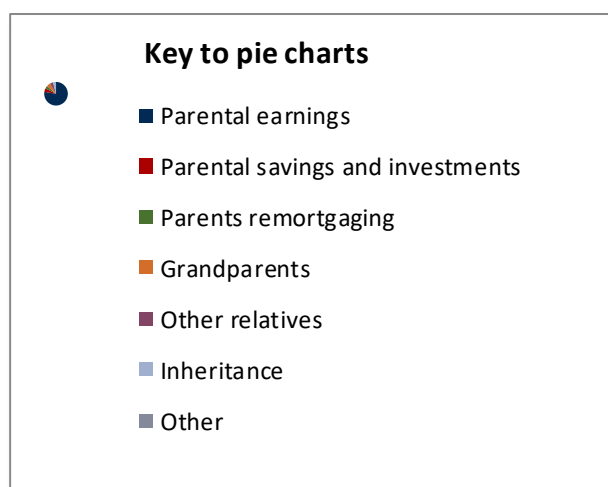 Key to pie charts
Parental earnings
Parental savings and investments
Parents remortgaging
Grandparents
Other relatives
Inheritance
Other